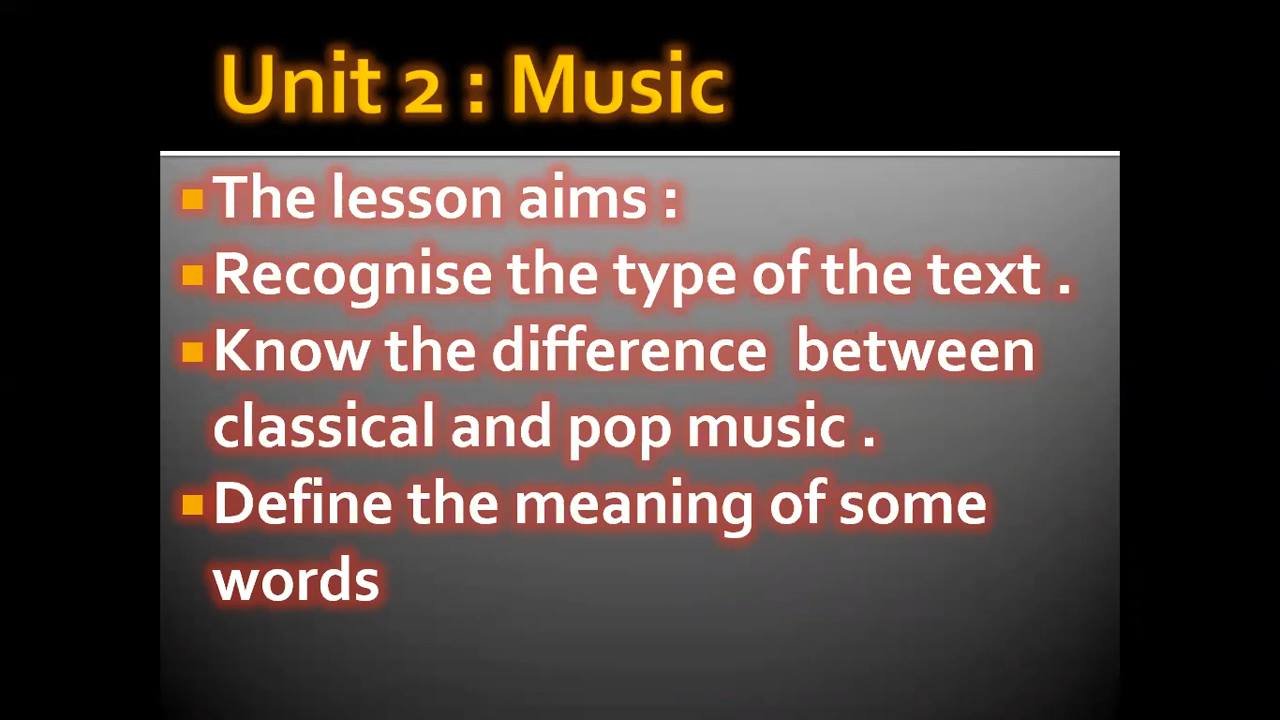 Unit 2 : Music
The lesson aims :
Recognise the type of the text .
Know the difference  between
classical and pop music .
Define the meaning of some
words